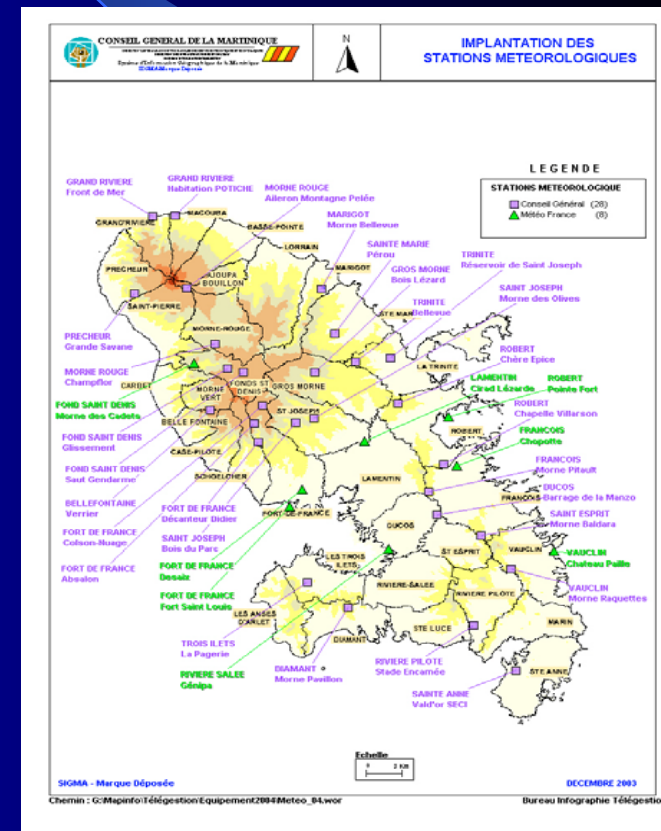 CONSEIL GENERAL DE LA MARTINIQUE
Système d'Information Géographique de la Martinique
N
IMPLANTATION DES
STATIONS METEOROLOGIQUES
LEGENDE
STATIONS METEOROLOGIQUE
Conseil Général (28)
Météo France (8)
GRAND RIVIERE
Front de Mer
GRAND RIVIERE
Habitation POTICHE
MORNE ROUGE
Aileron Montagne Pelée
MARIGOT
Morne Bellevue
SAINTE MARIE
Pérou
GROS MORNE
Bois Lézard
TRINITE
Réservoir de Saint Joseph
TRINITE
Bellevue
SAINT JOSEPH
Morne des Olives
ROBERT
Chère Epice
LAMENTIN
Cirad Lézarde
ROBERT
Pointe Fort
ROBERT
Chapelle Villarson
FRANCOIS
Chopotte
FRANCOIS
Morne Pitault
DUCOS
Barrage de la Manzo
SAINT ESPRIT
Morne Baldara
VAUCLIN
Chateau Paille
VAUCLIN
Morne Raquettes
PRECHEUR
Grande Savane
MORNE ROUGE
Champflor
FOND SAINT DENIS
Morne des Cadets
FOND SAINT DENIS
Glissement
FOND SAINT DENIS
Saut Gendarme
BELLEFONTAINE
Verrier
FORT DE FRANCE
Colson-Nuage
FORT DE FRANCE
Absalon
FORT DE FRANCE
Décanteur Didier
SAINT JOSEPH
Bois du Parc
FORT DE FRANCE
Desaix
FORT DE FRANCE
Fort Saint Louis
TROIS ILETS
La Pagerie
RIVIERE SALEE
Génipa
DIAMANT
Morne Pavillon
RIVIERE PILOTE
Stade Encarnée
SAINTE ANNE
Vald'or SECI
GRAND'RIVIERE
MACOUBA
BASSE-POINTE
LORRAIN
MARIGOT
PRECHEUR
AJOUPA
BOUILLON
SAINT-PIERRE
STE MARIE
MORNE-ROUGE
LA TRINITE
CARBET
MORNE
VERT
FONDS ST
DENIS
GROS MORNE
ST JOSEPH
BELLE FONTAINE
ROBERT
CASE-PILOTE
SCHOELCHER
LAMENTIN
FRANÇOIS
FORT-DE-FRANCE
DUCOS
LES TROIS
ILETS
ST ESPRIT
VAUCLIN
RIVIERE-SALEE
RIVIERE PILOTE
LES ANSES
D'ARLET
DIAMANT
STE LUCE
MARIN
STE ANNE
Echelle
SIGMA - Marque Déposée
DECEMBRE 2003
Chemin : G:\Mapinfo\Télégestion\Equipement2004\Meteo_04.wor
Bureau Infographie Télégestio